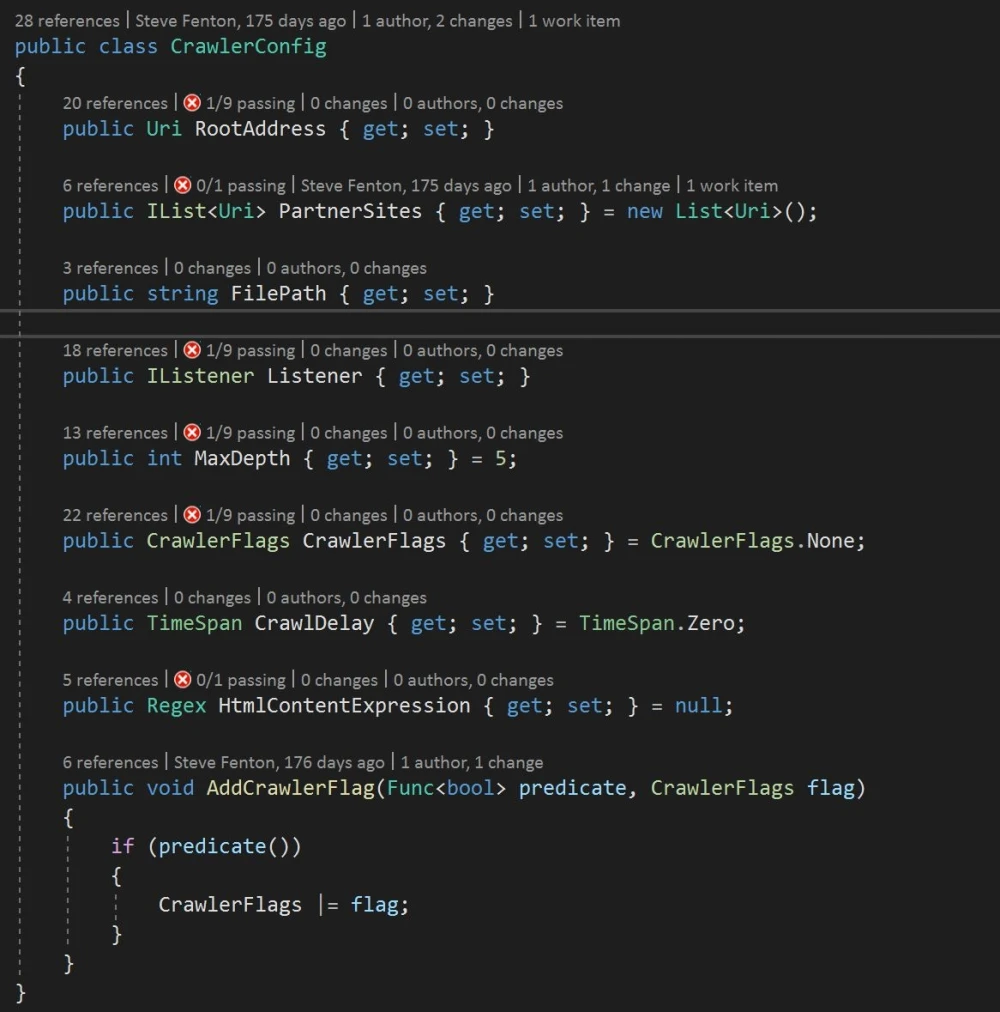 28 references | Steve Fenton, 175 days ago | 1 author, 2 changes | 1 work item
public class CrawlerConfig
{
20 references | 1/9 passing | 0 changes | 0 authors, 0 changes
public Uri RootAddress { get; set; }
6 references | 0/1 passing | Steve Fenton, 175 days ago | 1 author, 1 change | 1 work item
public IList<Uri> PartnerSites { get; set; } = new List<Uri>();
3 references | 0 changes | 0 authors, 0 changes
public string FilePath { get; set; }
18 references | 1/9 passing | 0 changes | 0 authors, 0 changes
public IListener Listener { get; set; }
13 references | 1/9 passing | 0 changes | 0 authors, 0 changes
public int MaxDepth { get; set; } = 5;
22 references | 1/9 passing | 0 changes | 0 authors, 0 changes
public CrawlerFlags CrawlerFlags { get; set; } = CrawlerFlags.None;
4 references | 0 changes | 0 authors, 0 changes
public TimeSpan CrawlDelay { get; set; } = TimeSpan.Zero;
5 references | 0/1 passing | 0 changes | 0 authors, 0 changes
public Regex HtmlContentExpression { get; set; } = null;
6 references | Steve Fenton, 176 days ago | 1 author, 1 change
public void AddCrawlerFlag(Func<bool> predicate, CrawlerFlags flag)
{
if (predicate())
{
CrawlerFlags |= flag;
}
}
}